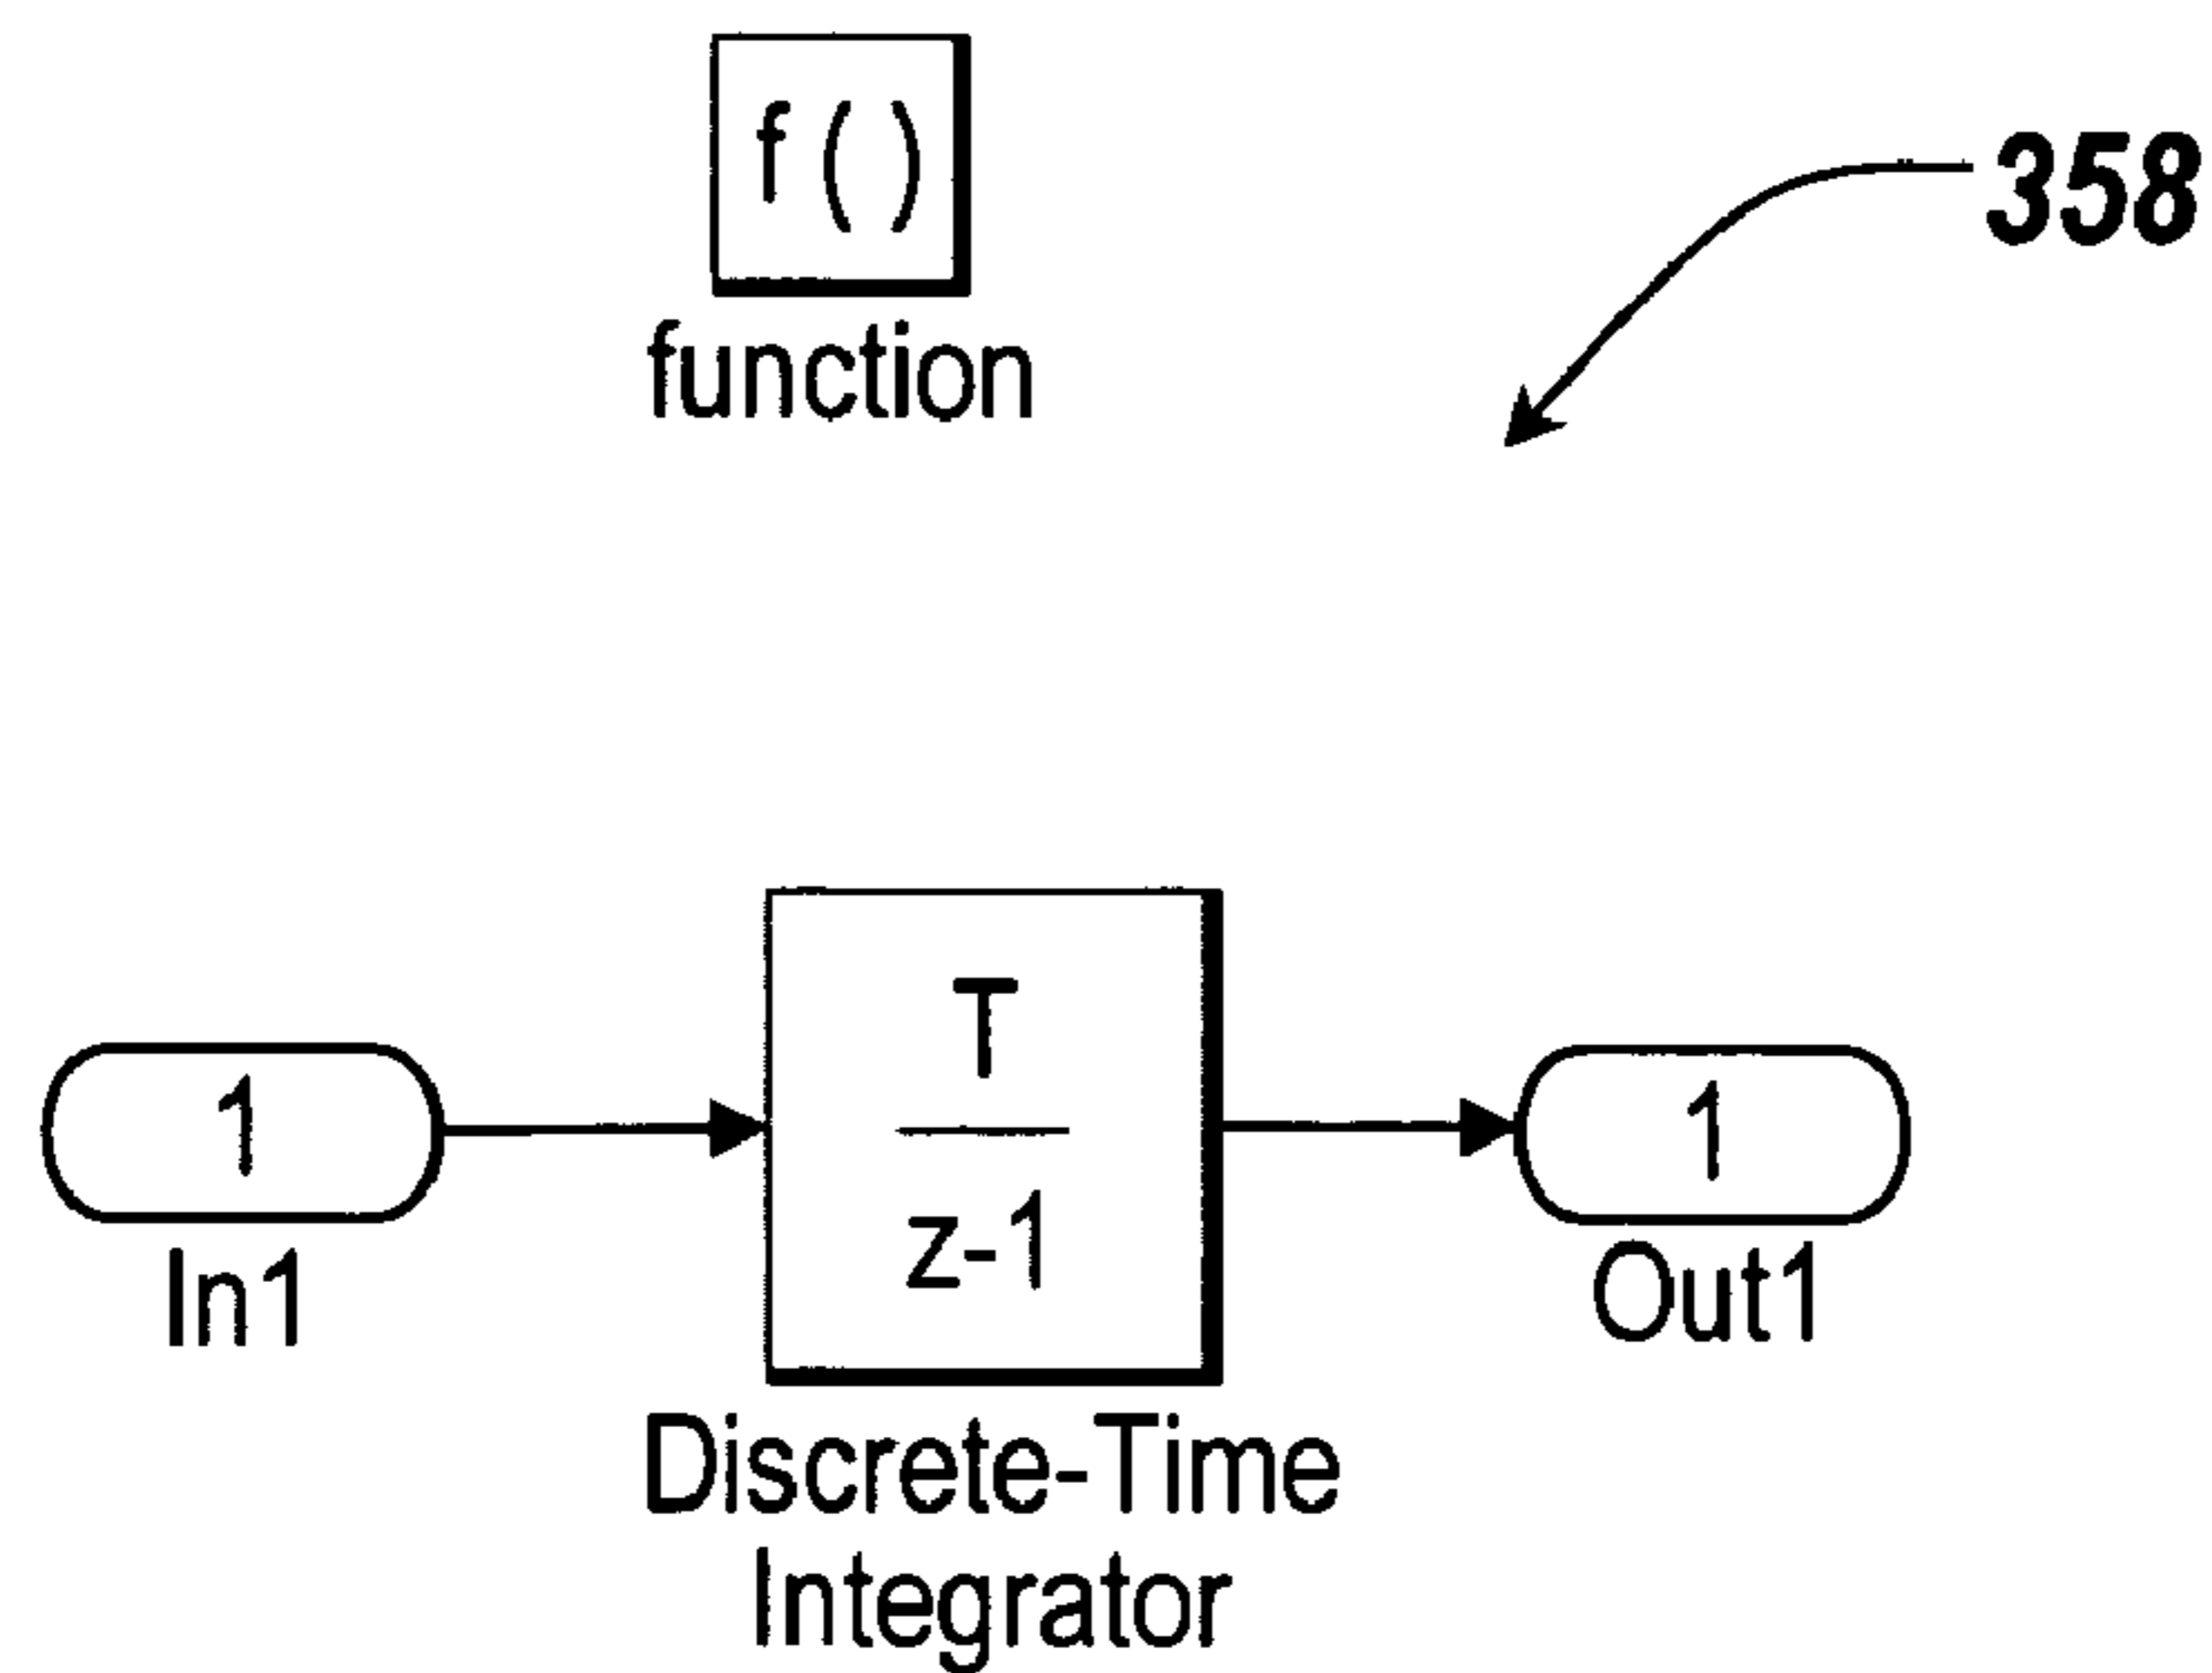 f ( )
function
358
T
z-1
1
1
In1
Out1
Discrete-Time
Integrator